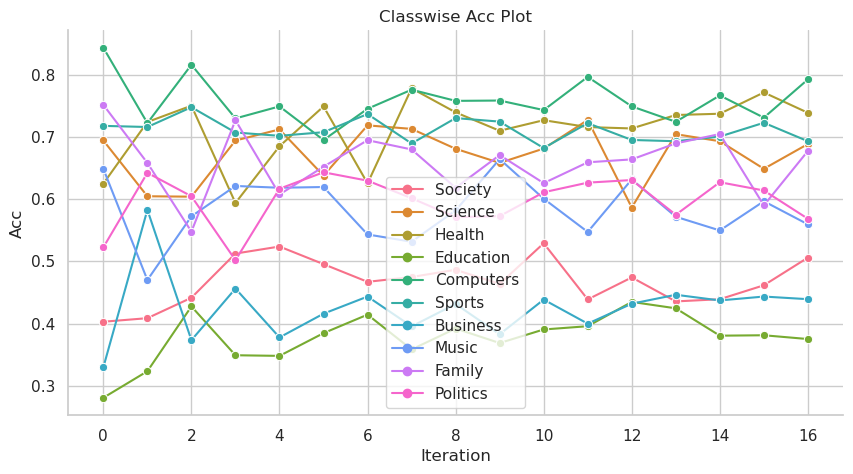 Classwise Acc Plot
Acc
0.8
0.7
0.6
0.5
0.4
0.3
Society
Science
Health
Education
Computers
Sports
Business
Music
Family
Politics
0 2 4 6 8 10 12 14 16
Iteration